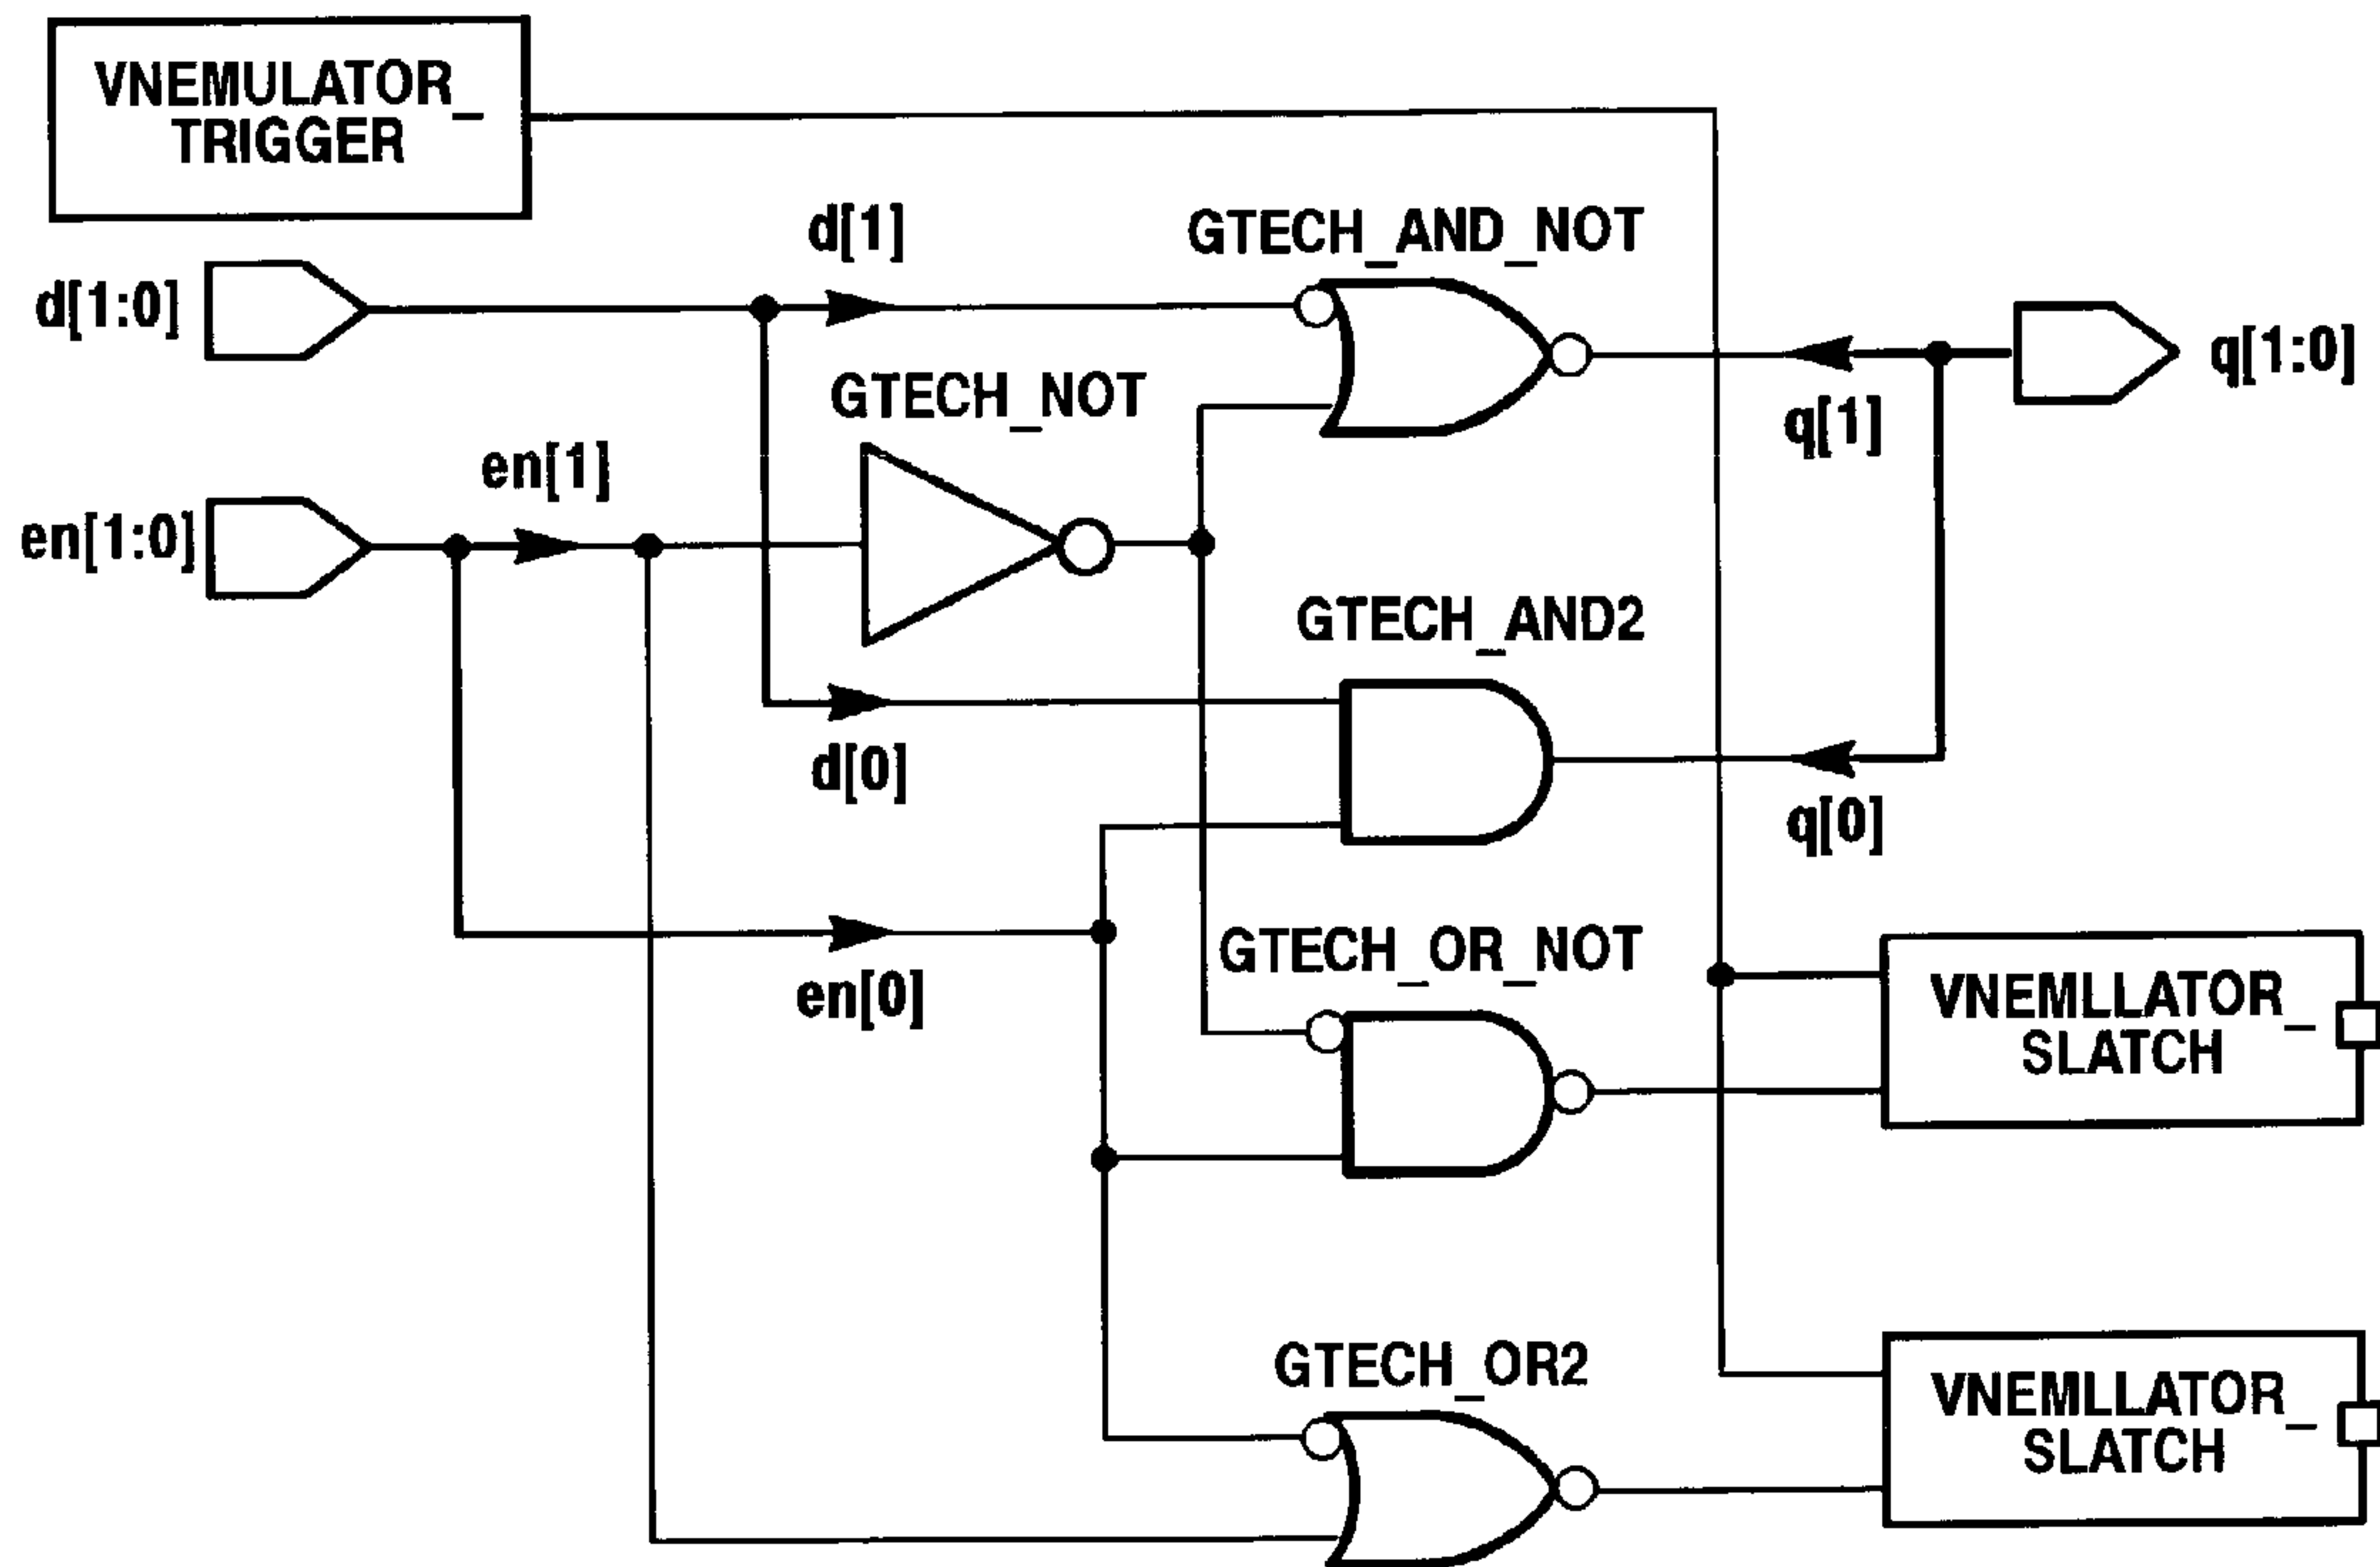 VNEMULATOR_
TRIGGER
d[1]
GTECH_AND_NOT
d[1:0]
q[1:0]
GTECH_NOT
q[1]
en[1]
en[1:0]
GTECH_AND2
d[0]
q[0]
GTECH_OR_NOT
en[0]
VNEMLLATOR_
SLATCH
GTECH_OR2
VNEMLLATOR_
SLATCH